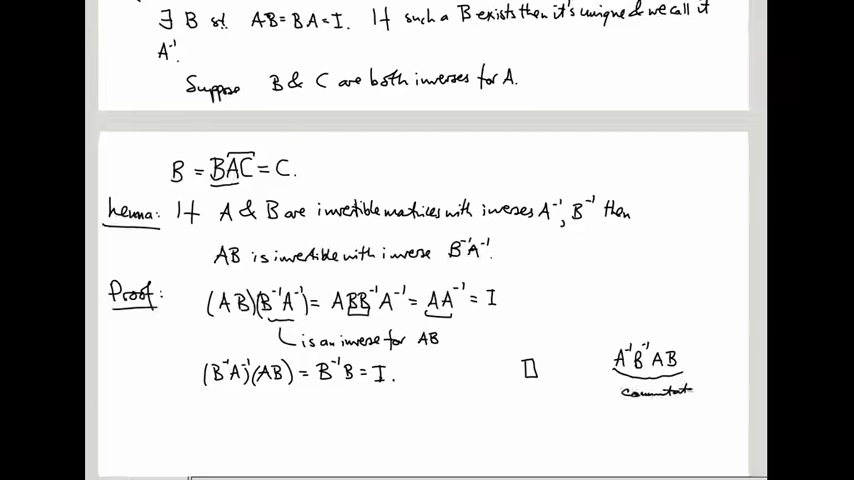 ∃ B st. AB = BA = I. If such a B exists then it's unique & we call it
A⁻¹.
Suppose B & C are both inverses for A.
B = BAC = C.
Lemma: If A & B are invertible matrices with inverses A⁻¹, B⁻¹ then
AB is invertible with inverse B⁻¹A⁻¹.
Proof: (AB)(B⁻¹A⁻¹) = ABB⁻¹A⁻¹ = AA⁻¹ = I
is an inverse for AB
(B⁻¹A⁻¹)(AB) = B⁻¹B = I. □
A⁻¹B⁻¹AB
commutat